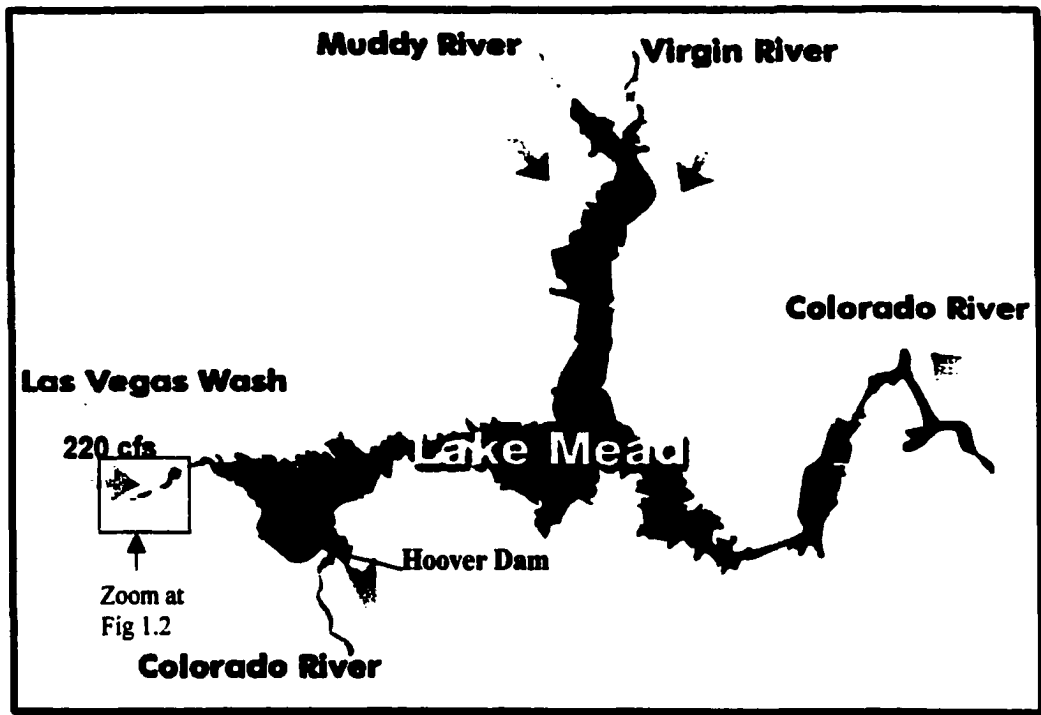 Muddy River
Virgin River
Colorado River
Las Vegas Wash
220 cfs
Lake Mead
Hoover Dam
Zoom at
Fig 1.2
Colorado River